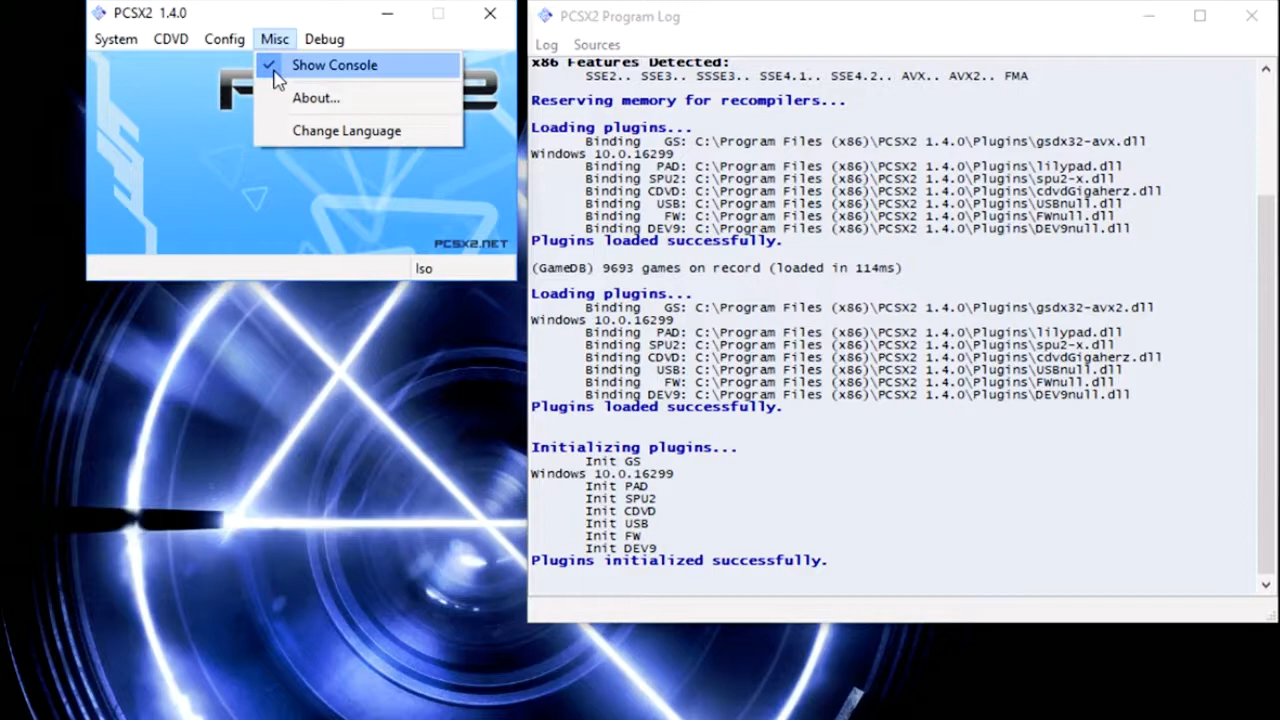 PCSX2 1.4.0
System CDVD Config Misc Debug
Show Console
About...
Change Language
PCSX2.NET
Iso
PCSX2 Program Log
Log Sources
x86 Features Detected:
SSE2.. SSE3.. SSSE3.. SSE4.1.. SSE4.2.. AVX.. AVX2.. FMA
Reserving memory for recompilers...
Loading plugins...
Binding GS: C:\Program Files (x86)\PCSX2 1.4.0\Plugins\gsdx32-avx.dll
Windows 10.0.16299
Binding PAD: C:\Program Files (x86)\PCSX2 1.4.0\Plugins\lilypad.dll
Binding SPU2: C:\Program Files (x86)\PCSX2 1.4.0\Plugins\spu2-x.dll
Binding CDVD: C:\Program Files (x86)\PCSX2 1.4.0\Plugins\cdvdGigaherz.dll
Binding USB: C:\Program Files (x86)\PCSX2 1.4.0\Plugins\USBnull.dll
Binding FW: C:\Program Files (x86)\PCSX2 1.4.0\Plugins\FWnull.dll
Binding DEV9: C:\Program Files (x86)\PCSX2 1.4.0\Plugins\DEV9null.dll
Plugins loaded successfully.
(GameDB) 9693 games on record (loaded in 114ms)
Loading plugins...
Binding GS: C:\Program Files (x86)\PCSX2 1.4.0\Plugins\gsdx32-avx2.dll
Windows 10.0.16299
Binding PAD: C:\Program Files (x86)\PCSX2 1.4.0\Plugins\lilypad.dll
Binding SPU2: C:\Program Files (x86)\PCSX2 1.4.0\Plugins\spu2-x.dll
Binding CDVD: C:\Program Files (x86)\PCSX2 1.4.0\Plugins\cdvdGigaherz.dll
Binding USB: C:\Program Files (x86)\PCSX2 1.4.0\Plugins\USBnull.dll
Binding FW: C:\Program Files (x86)\PCSX2 1.4.0\Plugins\FWnull.dll
Binding DEV9: C:\Program Files (x86)\PCSX2 1.4.0\Plugins\DEV9null.dll
Plugins loaded successfully.
Initializing plugins...
Init GS
Windows 10.0.16299
Init PAD
Init SPU2
Init CDVD
Init USB
Init FW
Init DEV9
Plugins initialized successfully.